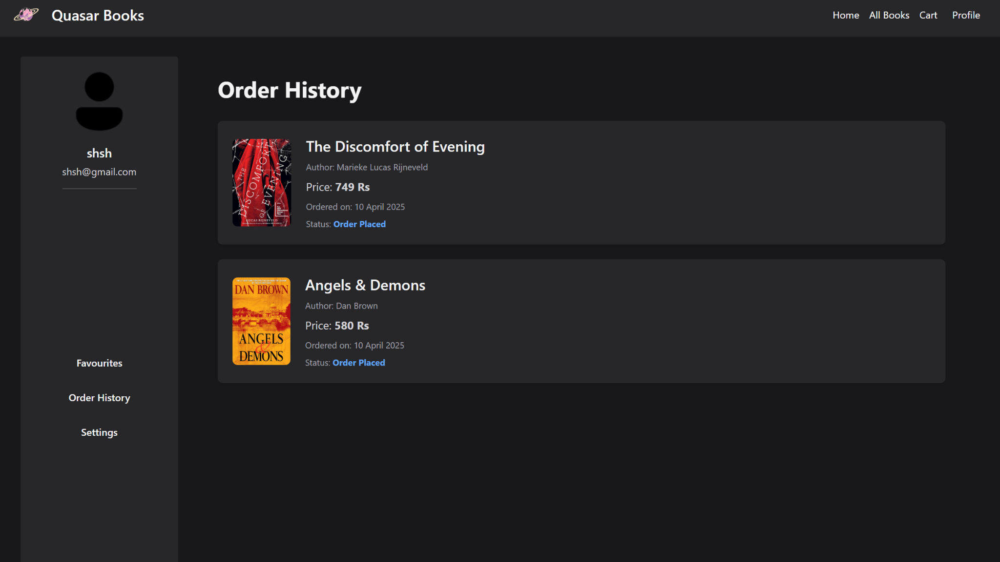 Quasar Books
Home All Books Cart Profile
shsh
shsh@gmail.com
Favourites
Order History
Settings
Order History
THE
DISCOMFORT
OF EVENING
LUCAS RIJNEVELD
The Discomfort of Evening
Author: Marieke Lucas Rijneveld
Price: 749 Rs
Ordered on: 10 April 2025
Status: Order Placed
DAN BROWN
ANGELS
&
DEMONS
Angels & Demons
Author: Dan Brown
Price: 580 Rs
Ordered on: 10 April 2025
Status: Order Placed